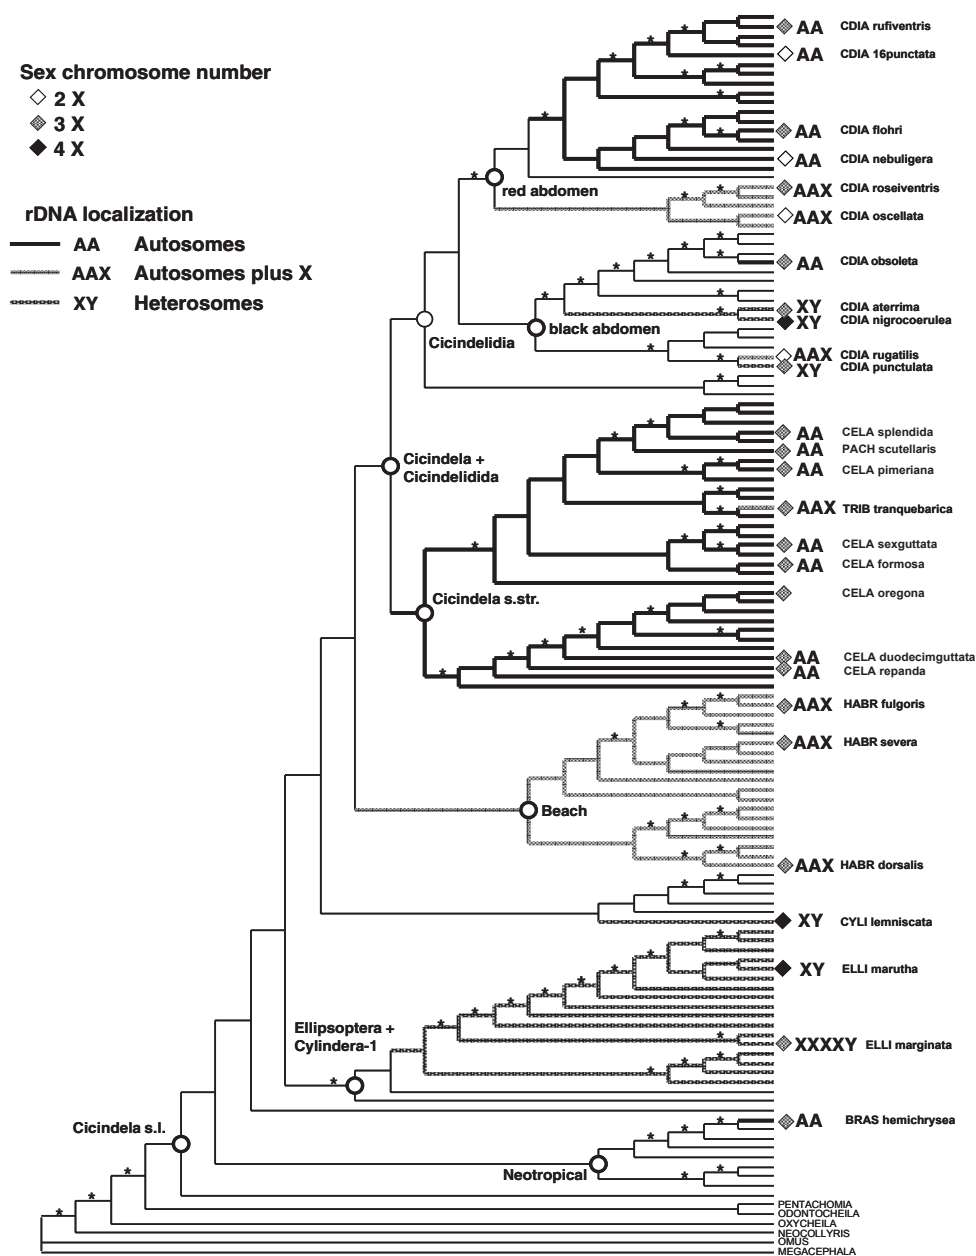 Sex chromosome number
2 X
3 X
4 X
rDNA localization
AA Autosomes
AAX Autosomes plus X
XY Heterosomes
AA CDIA rufiventris
AA CDIA 16punctata
AA CDIA flohri
AA CDIA nebuligera
red abdomen
AAX CDIA roseiventris
AAX CDIA oscellata
AA CDIA obsoleta
XY CDIA aterrima
XY CDIA nigrocoerulea
black abdomen
Cicindelidia
AAX CDIA rugatilis
XY CDIA punctulata
AA CELA splendida
AA PACH scutellaris
Cicindela +
Cicindelidida
AA CELA pimeriana
AAX TRIB tranquebarica
AA CELA sexguttata
AA CELA formosa
CELA oregona
Cicindela s.str.
AA CELA duodecimguttata
AA CELA repanda
AAX HABR fulgoris
AAX HABR severa
Beach
AAX HABR dorsalis
XY CYLI lemniscata
XY ELLI marutha
Ellipsoptera +
Cylindera-1
XXXXY ELLI marginata
AA BRAS hemichrysea
Cicindela s.l.
Neotropical
PENTACHOMIA
ODONTOCHEILA
OXYCHEILA
NEOCOLLYRIS
OMUS
MEGACEPHALA